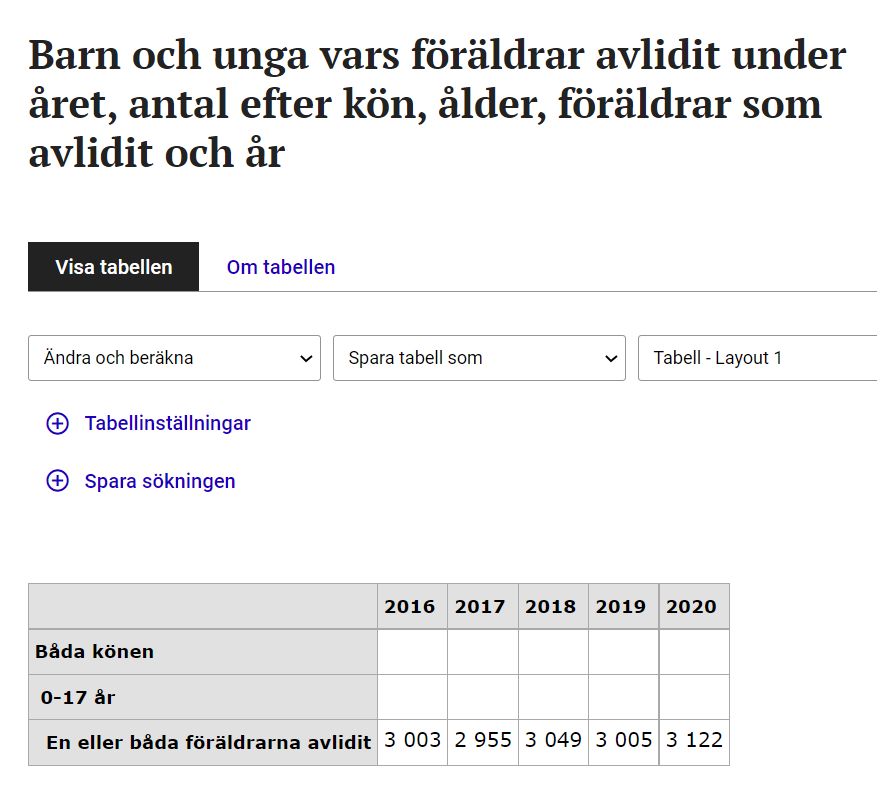 Barn och unga vars föräldrar avlidit under
året, antal efter kön, ålder, föräldrar som
avlidit och år
Visa tabellen Om tabellen
Ändra och beräkna Spara tabell som Tabell - Layout 1
Tabellinställningar
Spara sökningen
2016 2017 2018 2019 2020
Båda könen
0-17 år
En eller båda föräldrarna avlidit 3 003 2 955 3 049 3 005 3 122